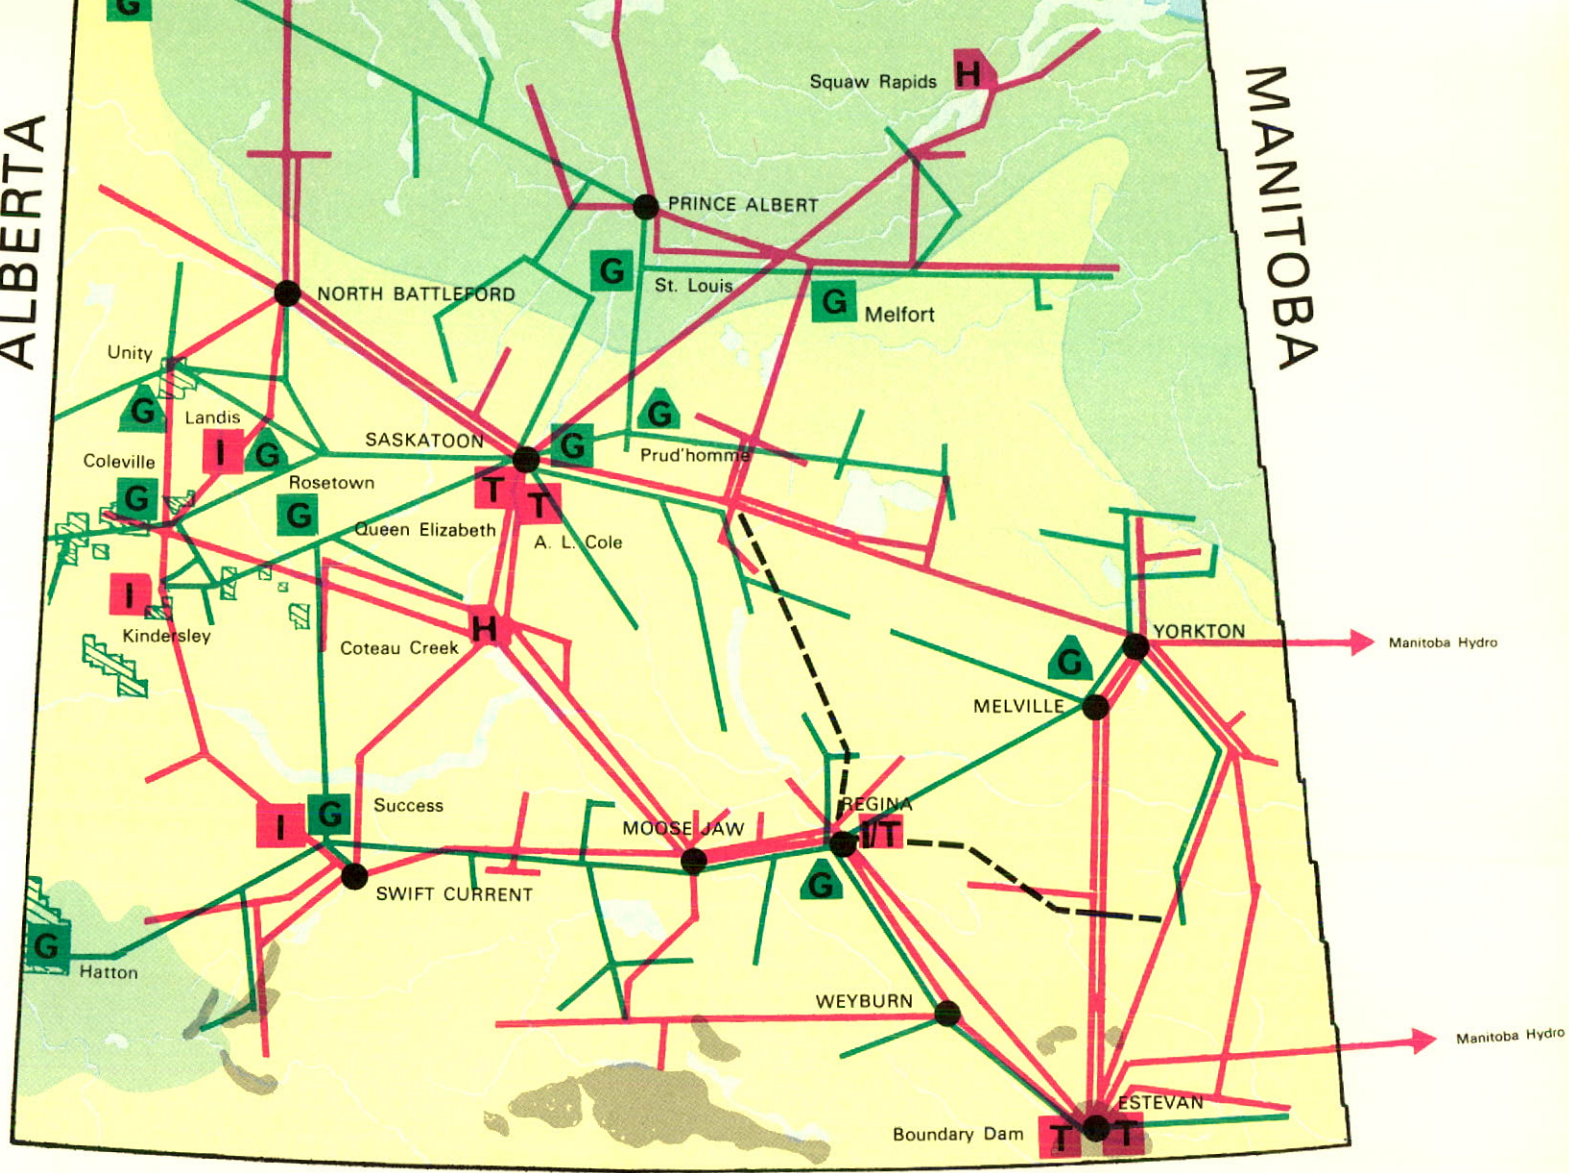 G
Squaw Rapids
H
MANITOBA
ALBERTA
PRINCE ALBERT
G
St. Louis
NORTH BATTLEFORD
G
Melfort
Unity
G
Landis
G
SASKATOON
G
I
G
Prud'homme
Coleville
G
Rosetown
T
T
G
Queen Elizabeth
A. L. Cole
I
Kindersley
H
Coteau Creek
YORKTON
Manitoba Hydro
G
MELVILLE
Success
G
I
REGINA
I/T
MOOSE JAW
G
SWIFT CURRENT
G
Hatton
WEYBURN
Manitoba Hydro
ESTEVAN
Boundary Dam
T
T